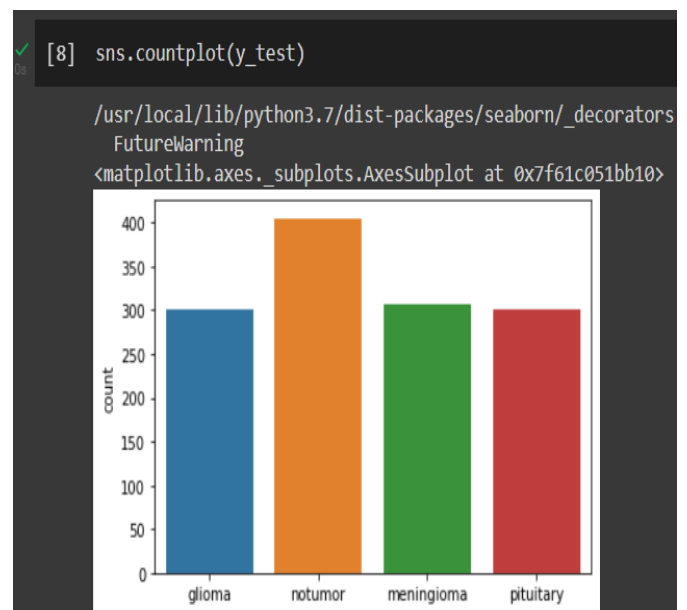 [8] sns.countplot(y_test)
0s
/usr/local/lib/python3.7/dist-packages/seaborn/_decorators
FutureWarning
<matplotlib.axes._subplots.AxesSubplot at 0x7f61c051bb10>
400
350
300
250
200
150
100
50
0
count
glioma notumor meningioma pituitary